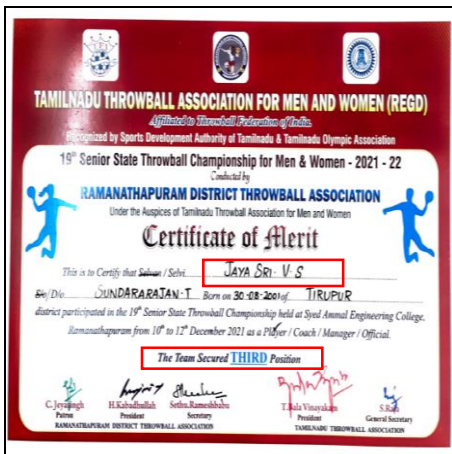 TAMILNADU THROWBALL ASSOCIATION FOR MEN AND WOMEN (REGD)
Affiliated to Throwball Federation of India.
Recognized by Sports Development Authority of Tamilnadu & Tamilnadu Olympic Association
19th Senior State Throwball Championship for Men & Women - 2021 - 22
Conducted by
RAMANATHAPURAM DISTRICT THROWBALL ASSOCIATION
Under the Auspices of Tamilnadu Throwball Association for Men and Women
Certificate of Merit
This is to Certify that Selvan / Selvi JAYA SRI. V. S
S/o/D/o SUNDARARAJAN.T Born on 30-08-2001 of TIRUPUR
district participated in the 19th Senior State Throwball Championship held at Syed Ammal Engineering College,
Ramanathapuram from 10th to 12th December 2021 as a Player / Coach / Manager / Official.
The Team Secured THIRD Position
C. Jeyasingh H.Kabadhullah Sethu.Rameshbabu T.Bala Vinayakam
Patron President Secretary President General Secretary
RAMANATHAPURAM DISTRICT THROWBALL ASSOCIATION TAMILNADU THROWBALL ASSOCIATION